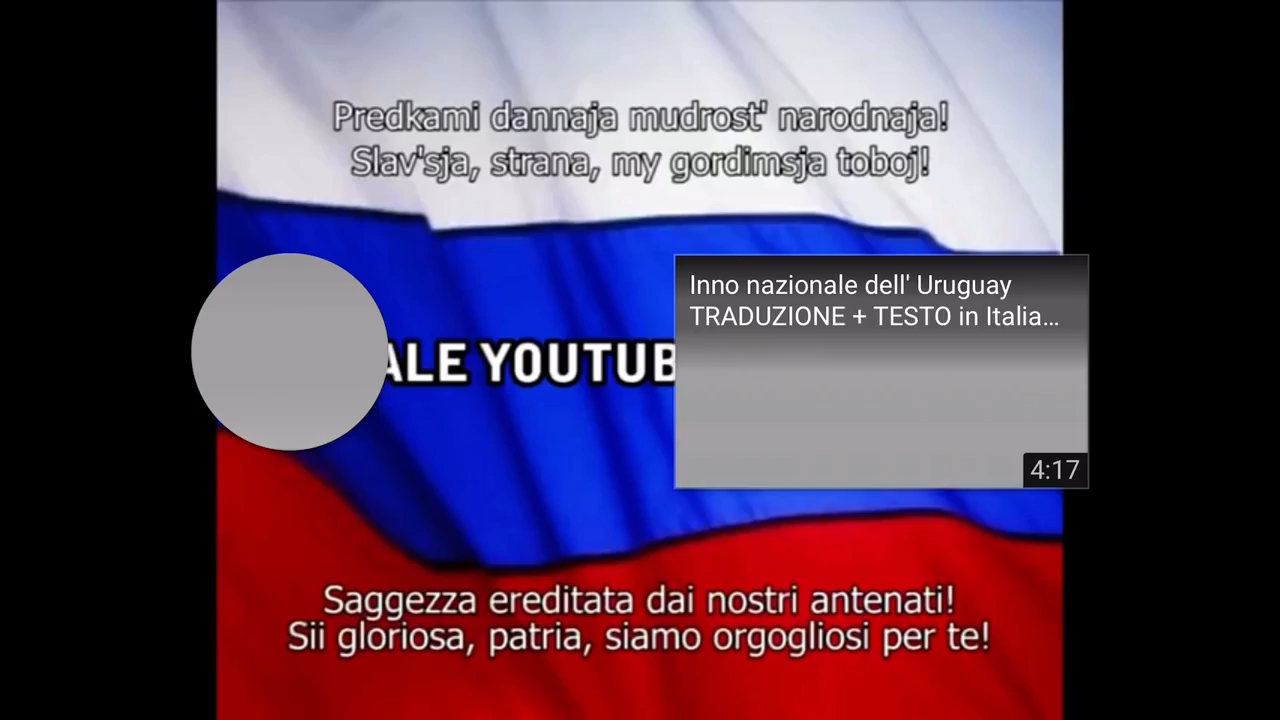 Predkami dannaja mudrost' narodnaja!
Slav'sja, strana, my gordimsja toboj!
Inno nazionale dell' Uruguay
TRADUZIONE + TESTO in Italia...
ALE YOUTUB
4:17
Saggezza ereditata dai nostri antenati!
Sii gloriosa, patria, siamo orgogliosi per te!